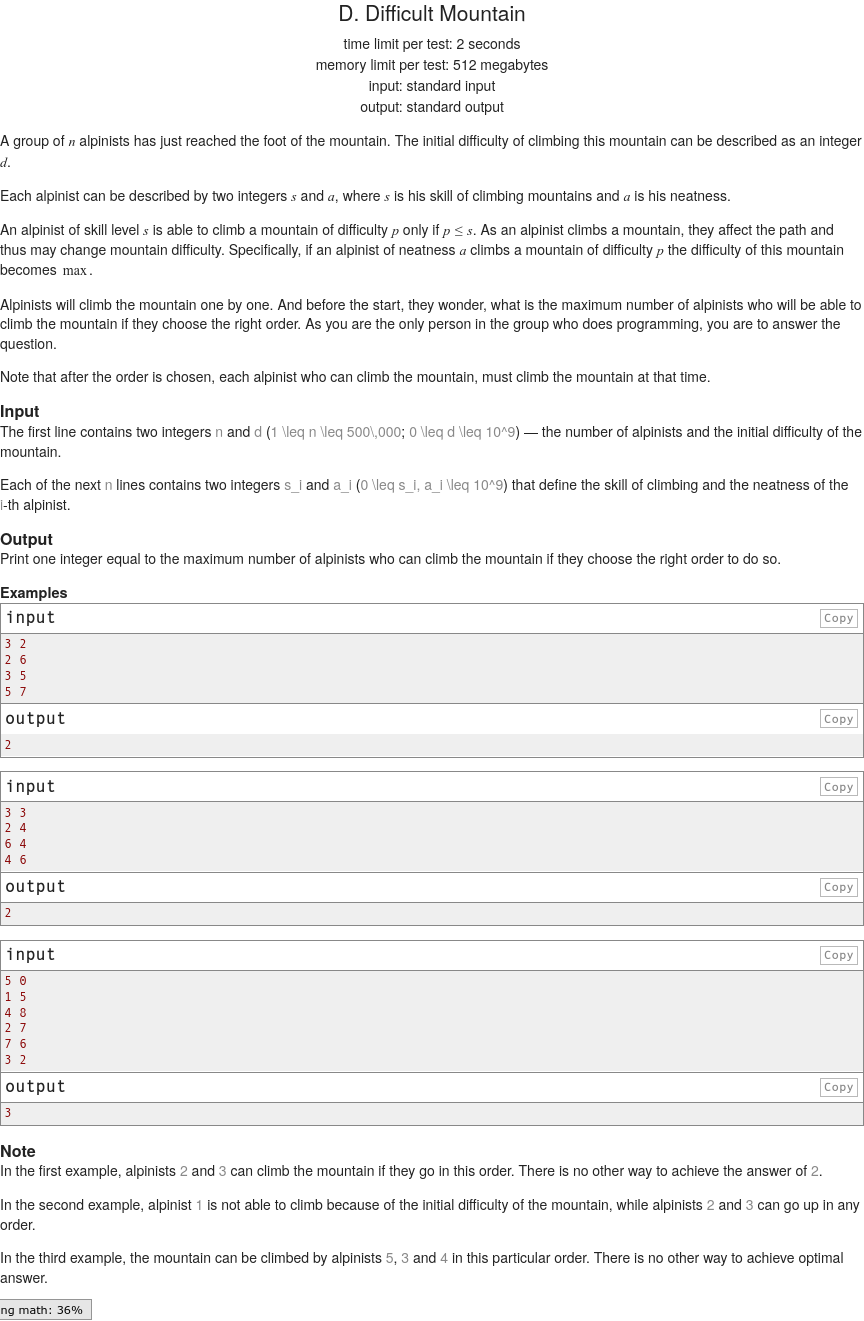 D. Difficult Mountain
time limit per test: 2 seconds
memory limit per test: 512 megabytes
input: standard input
output: standard output
A group of n alpinists has just reached the foot of the mountain. The initial difficulty of climbing this mountain can be described as an integer
d.
Each alpinist can be described by two integers s and a, where s is his skill of climbing mountains and a is his neatness.
An alpinist of skill level s is able to climb a mountain of difficulty p only if p ≤ s. As an alpinist climbs a mountain, they affect the path and
thus may change mountain difficulty. Specifically, if an alpinist of neatness a climbs a mountain of difficulty p the difficulty of this mountain
becomes max.
Alpinists will climb the mountain one by one. And before the start, they wonder, what is the maximum number of alpinists who will be able to
climb the mountain if they choose the right order. As you are the only person in the group who does programming, you are to answer the
question.
Note that after the order is chosen, each alpinist who can climb the mountain, must climb the mountain at that time.
Input
The first line contains two integers n and d (1 \leq n \leq 500\,000; 0 \leq d \leq 10^9) — the number of alpinists and the initial difficulty of the
mountain.
Each of the next n lines contains two integers s_i and a_i (0 \leq s_i, a_i \leq 10^9) that define the skill of climbing and the neatness of the
i-th alpinist.
Output
Print one integer equal to the maximum number of alpinists who can climb the mountain if they choose the right order to do so.
Examples
input Copy
3 2
2 6
3 5
5 7
output Copy
2
input Copy
3 3
2 4
6 4
4 6
output Copy
2
input Copy
5 0
1 5
4 8
2 7
7 6
3 2
output Copy
3
Note
In the first example, alpinists 2 and 3 can climb the mountain if they go in this order. There is no other way to achieve the answer of 2.
In the second example, alpinist 1 is not able to climb because of the initial difficulty of the mountain, while alpinists 2 and 3 can go up in any
order.
In the third example, the mountain can be climbed by alpinists 5, 3 and 4 in this particular order. There is no other way to achieve optimal
answer.
ng math: 36%